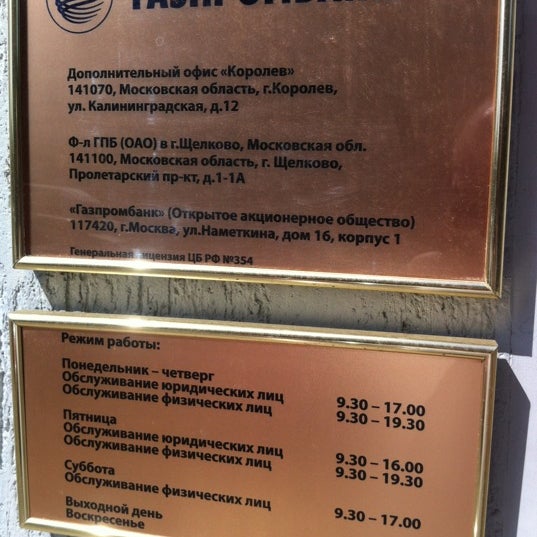 Дополнительный офис «Королев»
141070, Московская область, г.Королев,
ул. Калининградская, д.12
Ф-л ГПБ (ОАО) в г.Щелково, Московская обл.
141100, Московская область, г. Щелково,
Пролетарский пр-кт, д.1-1А
«Газпромбанк» (Открытое акционерное общество)
117420, г.Москва, ул.Наметкина, дом 16, корпус 1
Генеральная лицензия ЦБ РФ №354
Режим работы:
Понедельник – четверг
Обслуживание юридических лиц 9.30 – 17.00
Обслуживание физических лиц 9.30 – 19.30
Пятница
Обслуживание юридических лиц 9.30 – 16.00
Обслуживание физических лиц 9.30 – 19.30
Суббота
Обслуживание физических лиц 9.30 – 17.00
Выходной день
Воскресенье